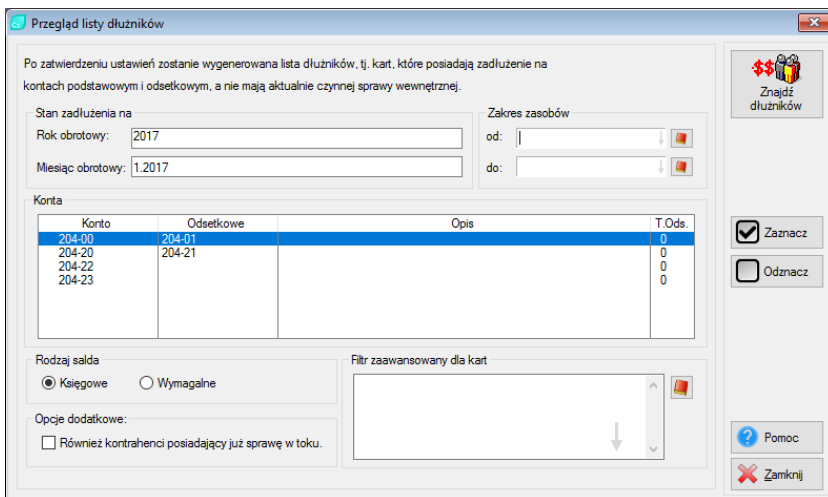 Przegląd listy dłużników
Po zatwierdzeniu ustawień zostanie wygenerowana lista dłużników, tj. kart, które posiadają zadłużenie na
kontach podstawowym i odsetkowym, a nie mają aktualnie czynnej sprawy wewnętrznej.
Stan zadłużenia na
Rok obrotowy: 2017
Miesiąc obrotowy: 1.2017
Zakres zasobów
od:
do:
Konta
Konto Odsetkowe Opis T.Ods.
204-00 204-01 0
204-20 204-21 0
204-22 0
204-23 0
Rodzaj salda
Księgowe Wymagalne
Opcje dodatkowe:
Również kontrahenci posiadający już sprawę w toku.
Filtr zaawansowany dla kart
$$
Znajdź
dłużników
Zaznacz
Odznacz
? Pomoc
Zamknij